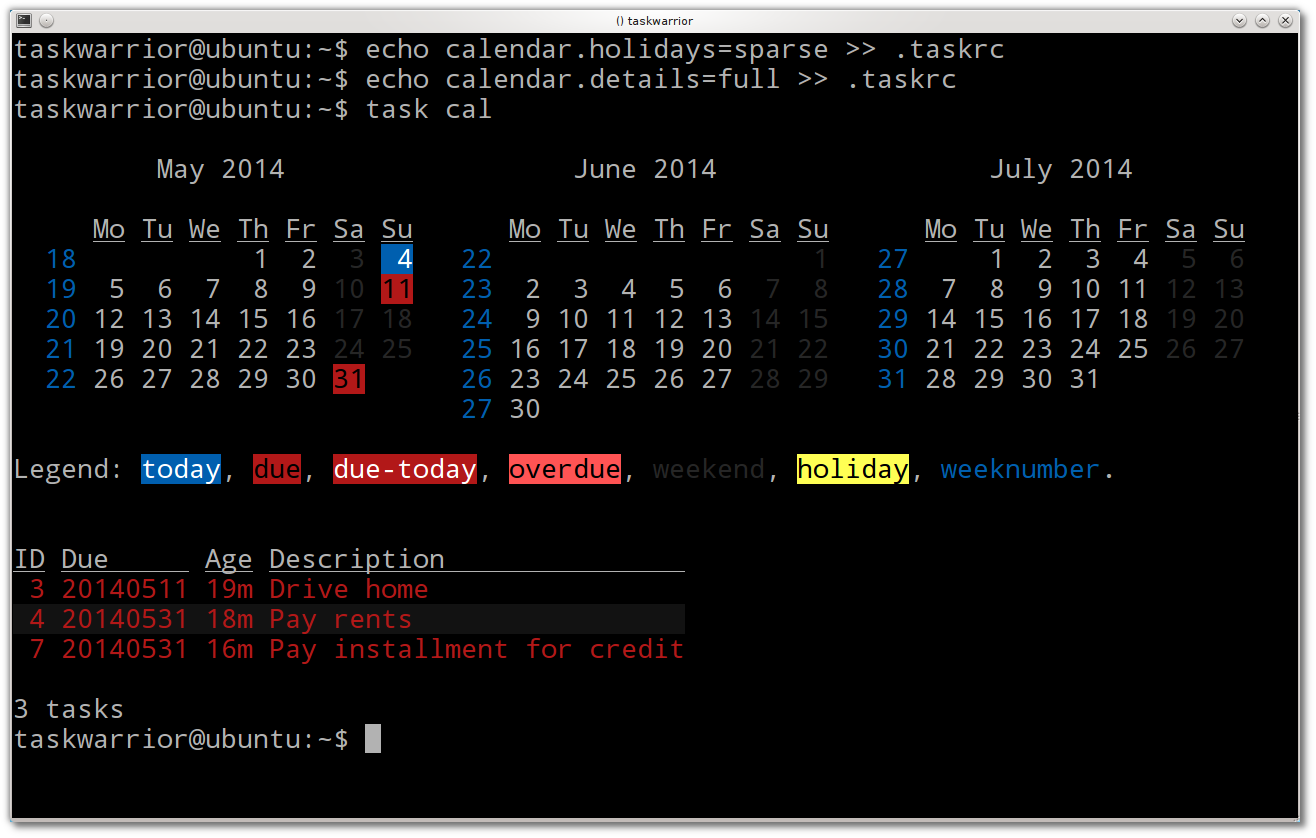 () taskwarrior
taskwarrior@ubuntu:~$ echo calendar.holidays=sparse >> .taskrc
taskwarrior@ubuntu:~$ echo calendar.details=full >> .taskrc
taskwarrior@ubuntu:~$ task cal
May 2014 June 2014 July 2014
Mo Tu We Th Fr Sa Su Mo Tu We Th Fr Sa Su Mo Tu We Th Fr Sa Su
18 1 2 3 4 22 1 27 1 2 3 4 5 6
19 5 6 7 8 9 10 11 23 2 3 4 5 6 7 8 28 7 8 9 10 11 12 13
20 12 13 14 15 16 17 18 24 9 10 11 12 13 14 15 29 14 15 16 17 18 19 20
21 19 20 21 22 23 24 25 25 16 17 18 19 20 21 22 30 21 22 23 24 25 26 27
22 26 27 28 29 30 31 26 23 24 25 26 27 28 29 31 28 29 30 31
27 30
Legend: today, due, due-today, overdue, weekend, holiday, weeknumber.
ID Due Age Description
3 20140511 19m Drive home
4 20140531 18m Pay rents
7 20140531 16m Pay installment for credit
3 tasks
taskwarrior@ubuntu:~$